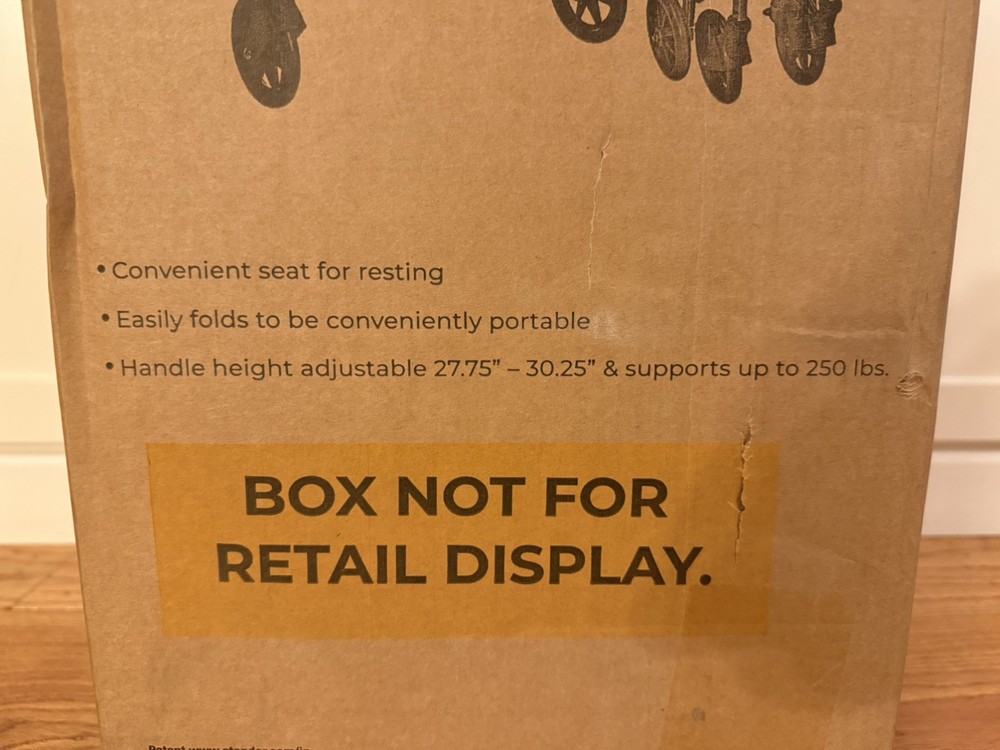 • Convenient seat for resting
• Easily folds to be conveniently portable
• Handle height adjustable 27.75” – 30.25” & supports up to 250 lbs.
BOX NOT FOR
RETAIL DISPLAY.